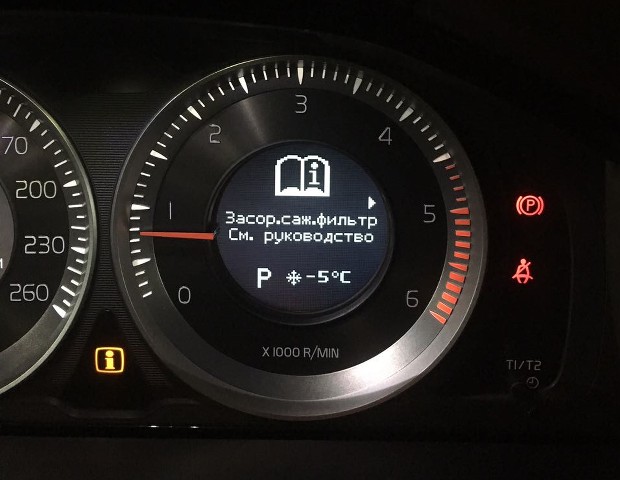 3
2
4
70
1
5
200
Засор.саж.фильтр
См. руководство
230
P -5°C
260
0
6
X 1000 R/MIN
T1/T2